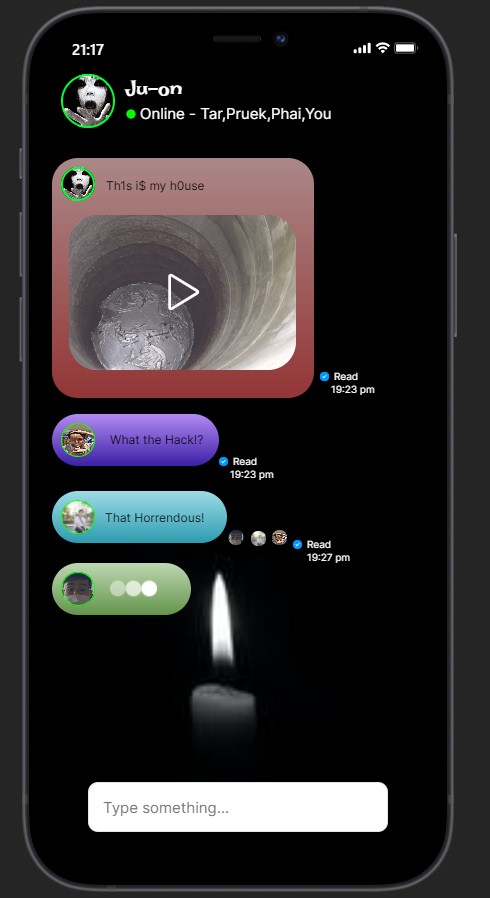 21:17
Ju-on
Online - Tar,Pruek,Phai,You
Th1s i$ my h0use
Read
19:23 pm
What the Hack!?
Read
19:23 pm
That Horrendous!
Read
19:27 pm
Type something...